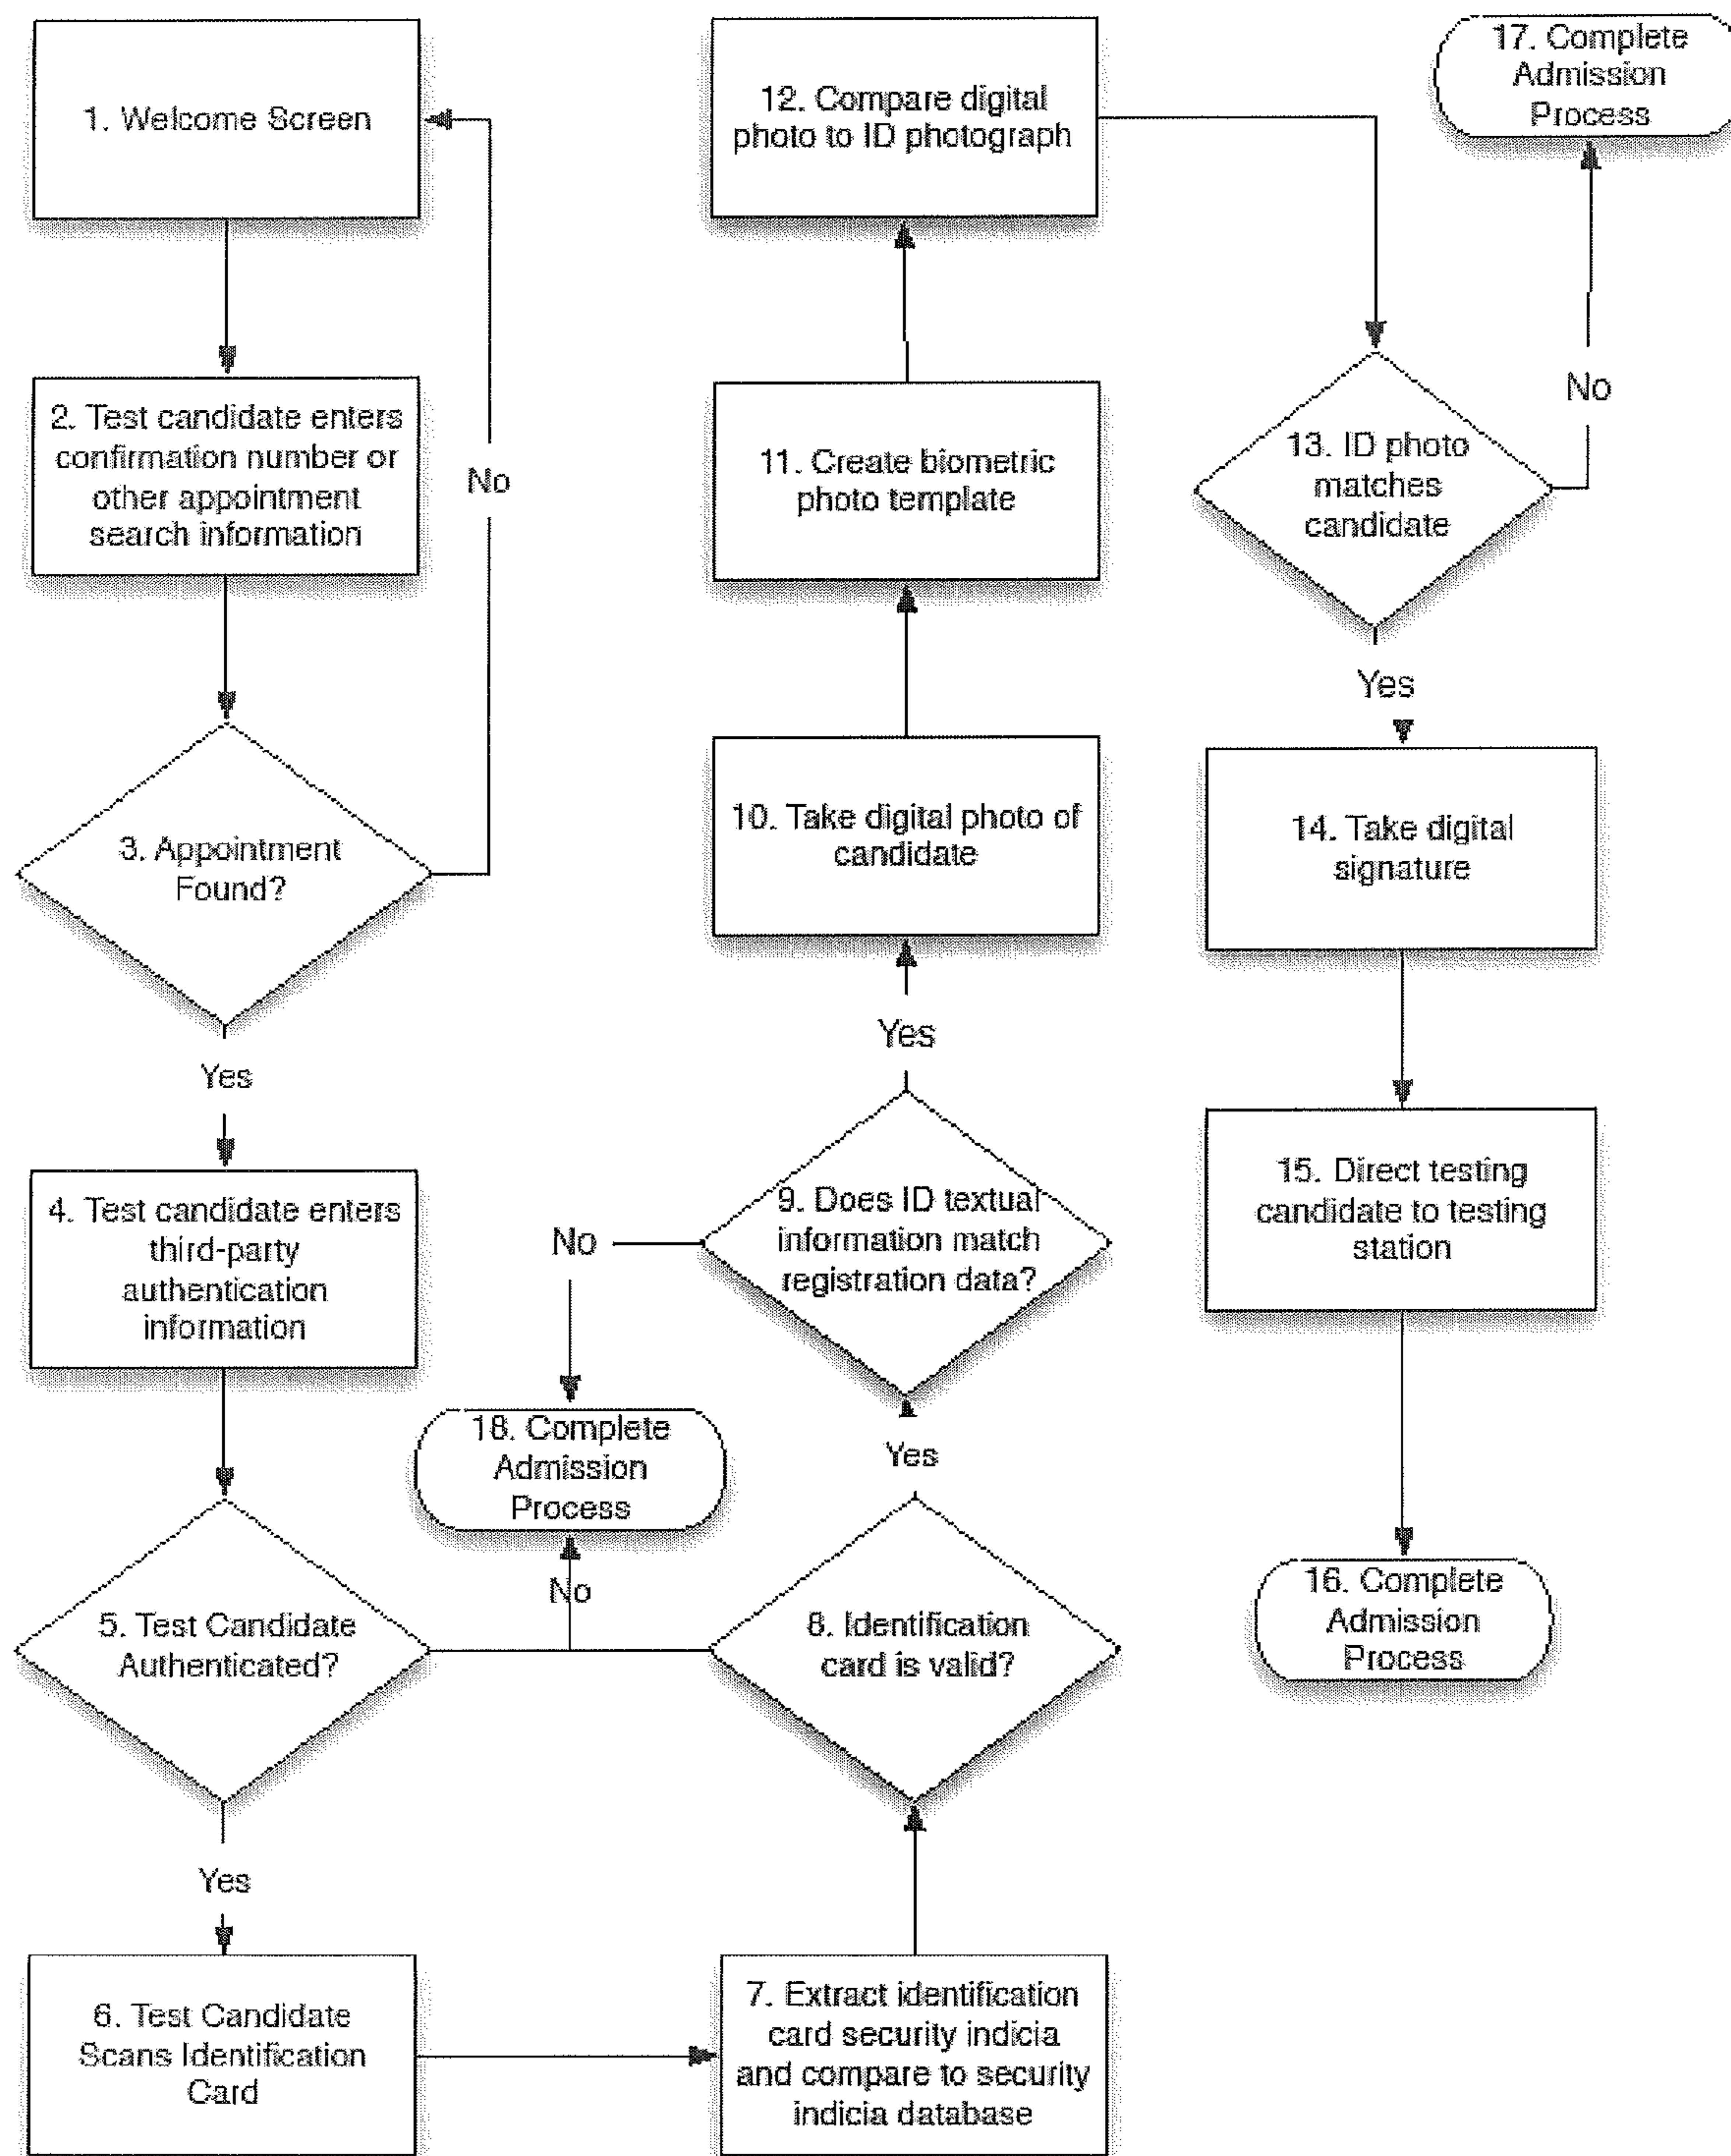 1. Welcome Screen
2. Test candidate enters
confirmation number or
other appointment
search information
No
3. Appointment
Found?
Yes
4. Test candidate enters
third-party
authentication
information
5. Test Candidate
Authenticated?
Yes
6. Test Candidate
Scans Identification
Card
7. Extract identification
card security indicia
and compare to security
indicia database
8. Identification
card is valid?
No
18. Complete
Admission
Process
Yes
9. Does ID textual
information match
registration data?
No
Yes
10. Take digital photo of
candidate
11. Create biometric
photo template
12. Compare digital
photo to ID photograph
13. ID photo
matches
candidate
No
17. Complete
Admission
Process
Yes
14. Take digital
signature
15. Direct testing
candidate to testing
station
16. Complete
Admission
Process